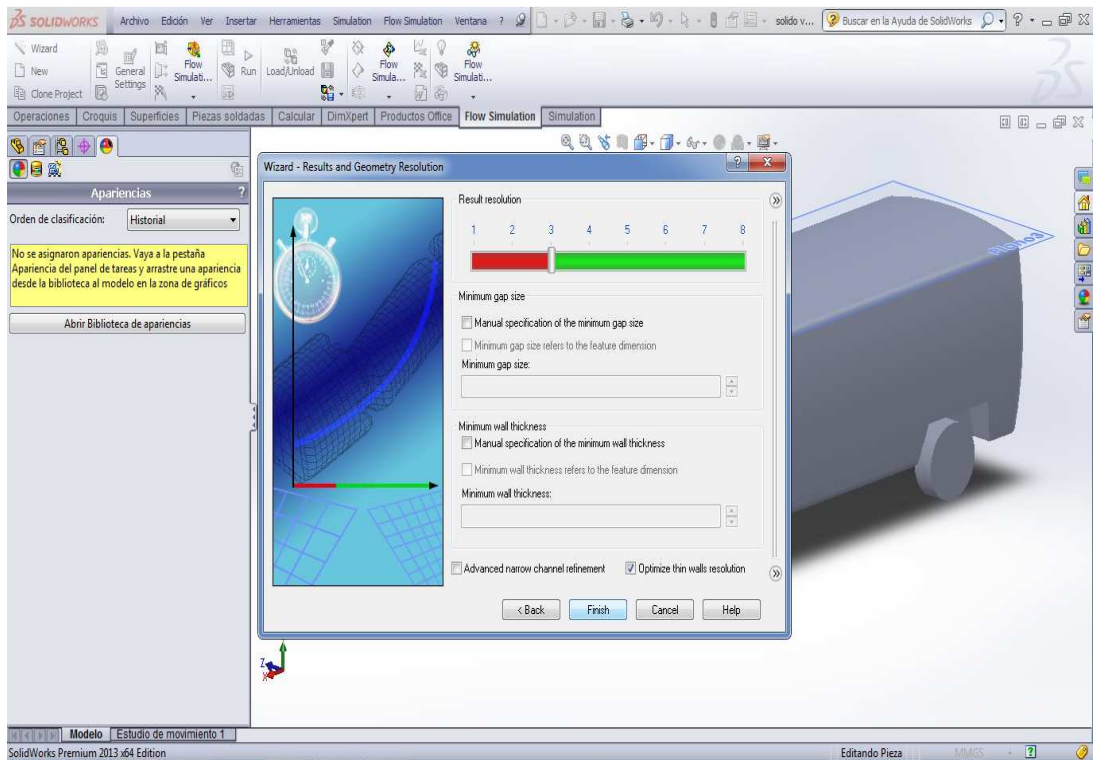 SOLIDWORKS Archivo Edición Ver Insertar Herramientas Simulation Flow Simulation Ventana ? solido v... Buscar en la Ayuda de SolidWorks
Wizard
New
Clone Project
General Settings
Flow Simulati...
Run
Load/Unload
Flow Simula...
Flow Simulati...
Operaciones Croquis Superficies Piezas soldadas Calcular DimXpert Productos Office Flow Simulation Simulation
Apariencias ?
Orden de clasificación: Historial
No se asignaron apariencias. Vaya a la pestaña
Apariencia del panel de tareas y arrastre una apariencia
desde la biblioteca al modelo en la zona de gráficos
Abrir Biblioteca de apariencias
Wizard - Results and Geometry Resolution
Result resolution
1 2 3 4 5 6 7 8
Minimum gap size
Manual specification of the minimum gap size
Minimum gap size refers to the feature dimension
Minimum gap size:
Minimum wall thickness
Manual specification of the minimum wall thickness
Minimum wall thickness refers to the feature dimension
Minimum wall thickness:
Advanced narrow channel refinement Optimize thin walls resolution
< Back Finish Cancel Help
Plano3
Z
X
Modelo Estudio de movimiento 1
SolidWorks Premium 2013 x64 Edition Editando Pieza MMGS